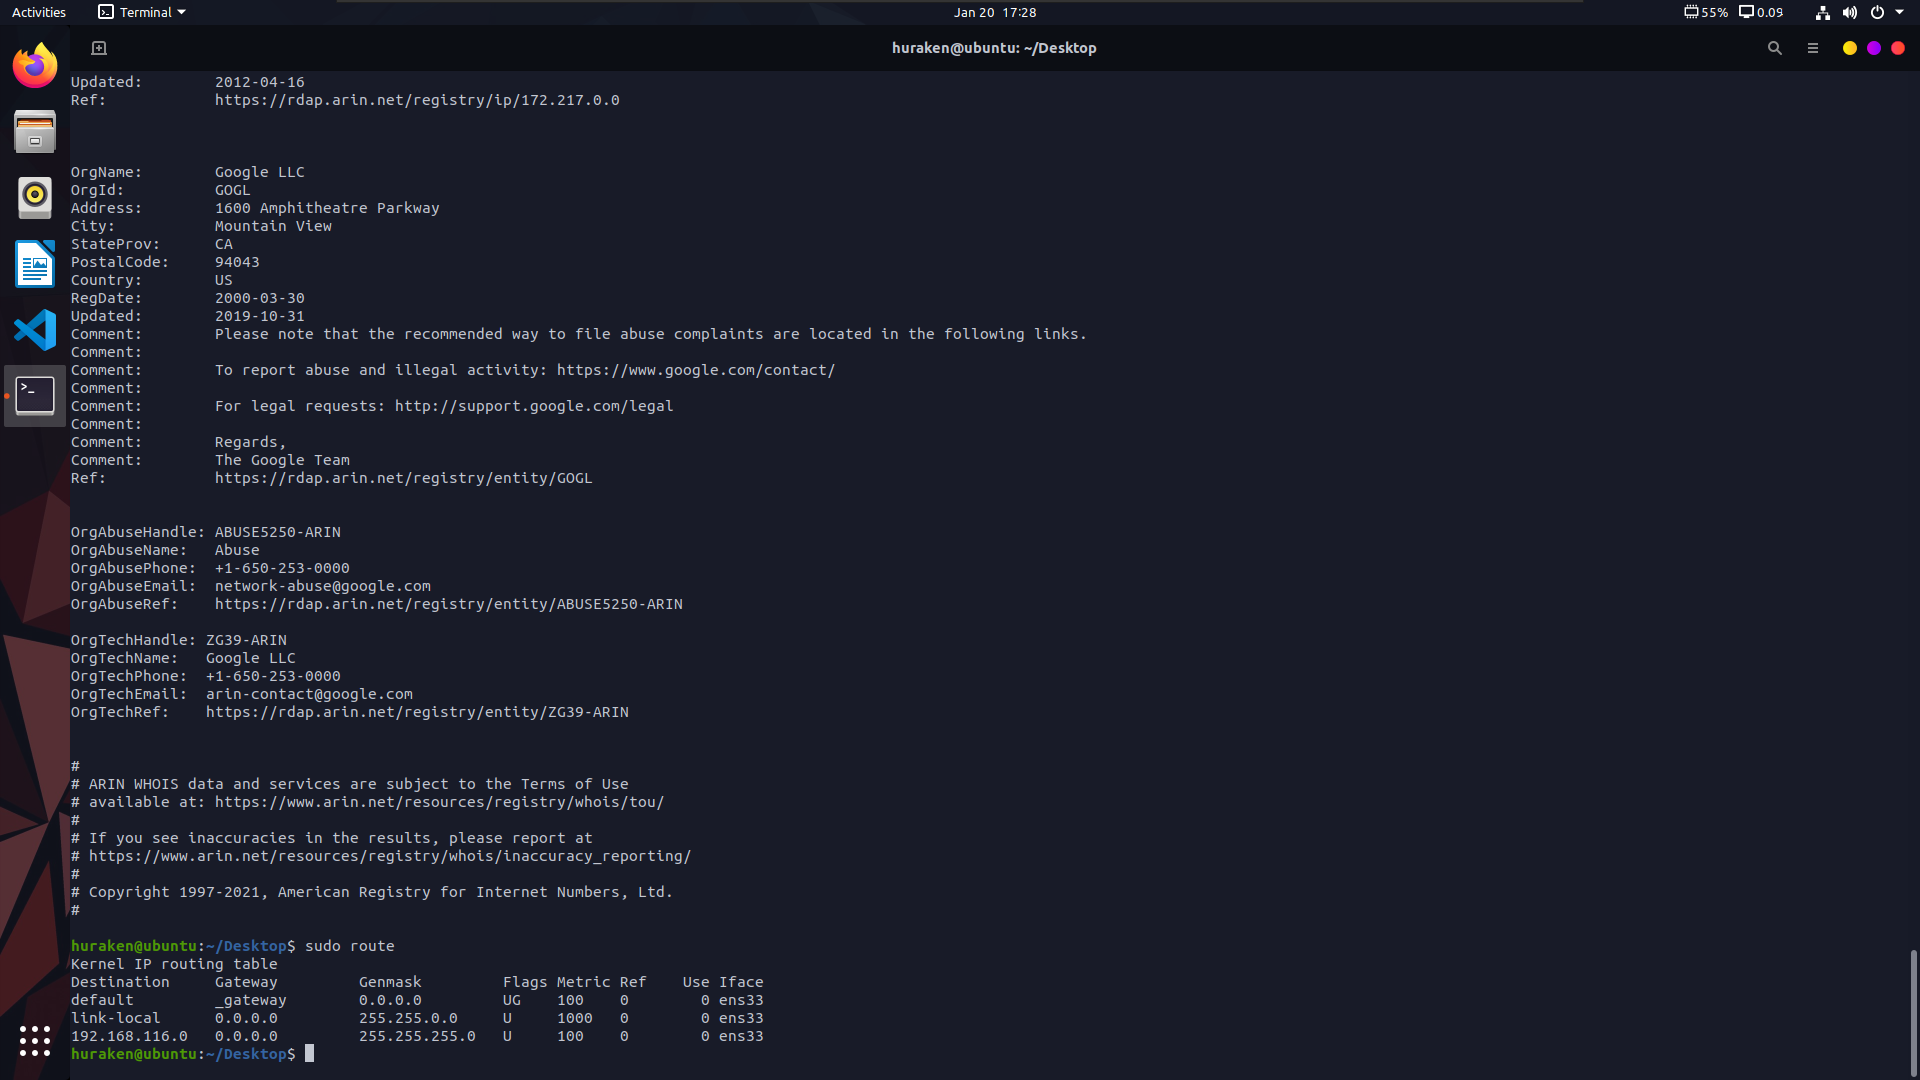 Activities Terminal Jan 20 17:28 55% 0.09
huraken@ubuntu: ~/Desktop
Updated:        2012-04-16
Ref:            https://rdap.arin.net/registry/ip/172.217.0.0
OrgName:        Google LLC
OrgId:          GOGL
Address:        1600 Amphitheatre Parkway
City:           Mountain View
StateProv:      CA
PostalCode:     94043
Country:        US
RegDate:        2000-03-30
Updated:        2019-10-31
Comment:        Please note that the recommended way to file abuse complaints are located in the following links.
Comment:
Comment:        To report abuse and illegal activity: https://www.google.com/contact/
Comment:
Comment:        For legal requests: http://support.google.com/legal
Comment:
Comment:        Regards,
Comment:        The Google Team
Ref:            https://rdap.arin.net/registry/entity/GOGL
OrgAbuseHandle: ABUSE5250-ARIN
OrgAbuseName:   Abuse
OrgAbusePhone:  +1-650-253-0000
OrgAbuseEmail:  network-abuse@google.com
OrgAbuseRef:    https://rdap.arin.net/registry/entity/ABUSE5250-ARIN
OrgTechHandle: ZG39-ARIN
OrgTechName:   Google LLC
OrgTechPhone:  +1-650-253-0000
OrgTechEmail:  arin-contact@google.com
OrgTechRef:    https://rdap.arin.net/registry/entity/ZG39-ARIN
#
# ARIN WHOIS data and services are subject to the Terms of Use
# available at: https://www.arin.net/resources/registry/whois/tou/
#
# If you see inaccuracies in the results, please report at
# https://www.arin.net/resources/registry/whois/inaccuracy_reporting/
#
# Copyright 1997-2021, American Registry for Internet Numbers, Ltd.
#
huraken@ubuntu:~/Desktop$ sudo route
Kernel IP routing table
Destination     Gateway         Genmask         Flags Metric Ref    Use Iface
default         _gateway        0.0.0.0         UG    100    0        0 ens33
link-local      0.0.0.0         255.255.0.0     U     1000   0        0 ens33
192.168.116.0   0.0.0.0         255.255.255.0   U     100    0        0 ens33
huraken@ubuntu:~/Desktop$